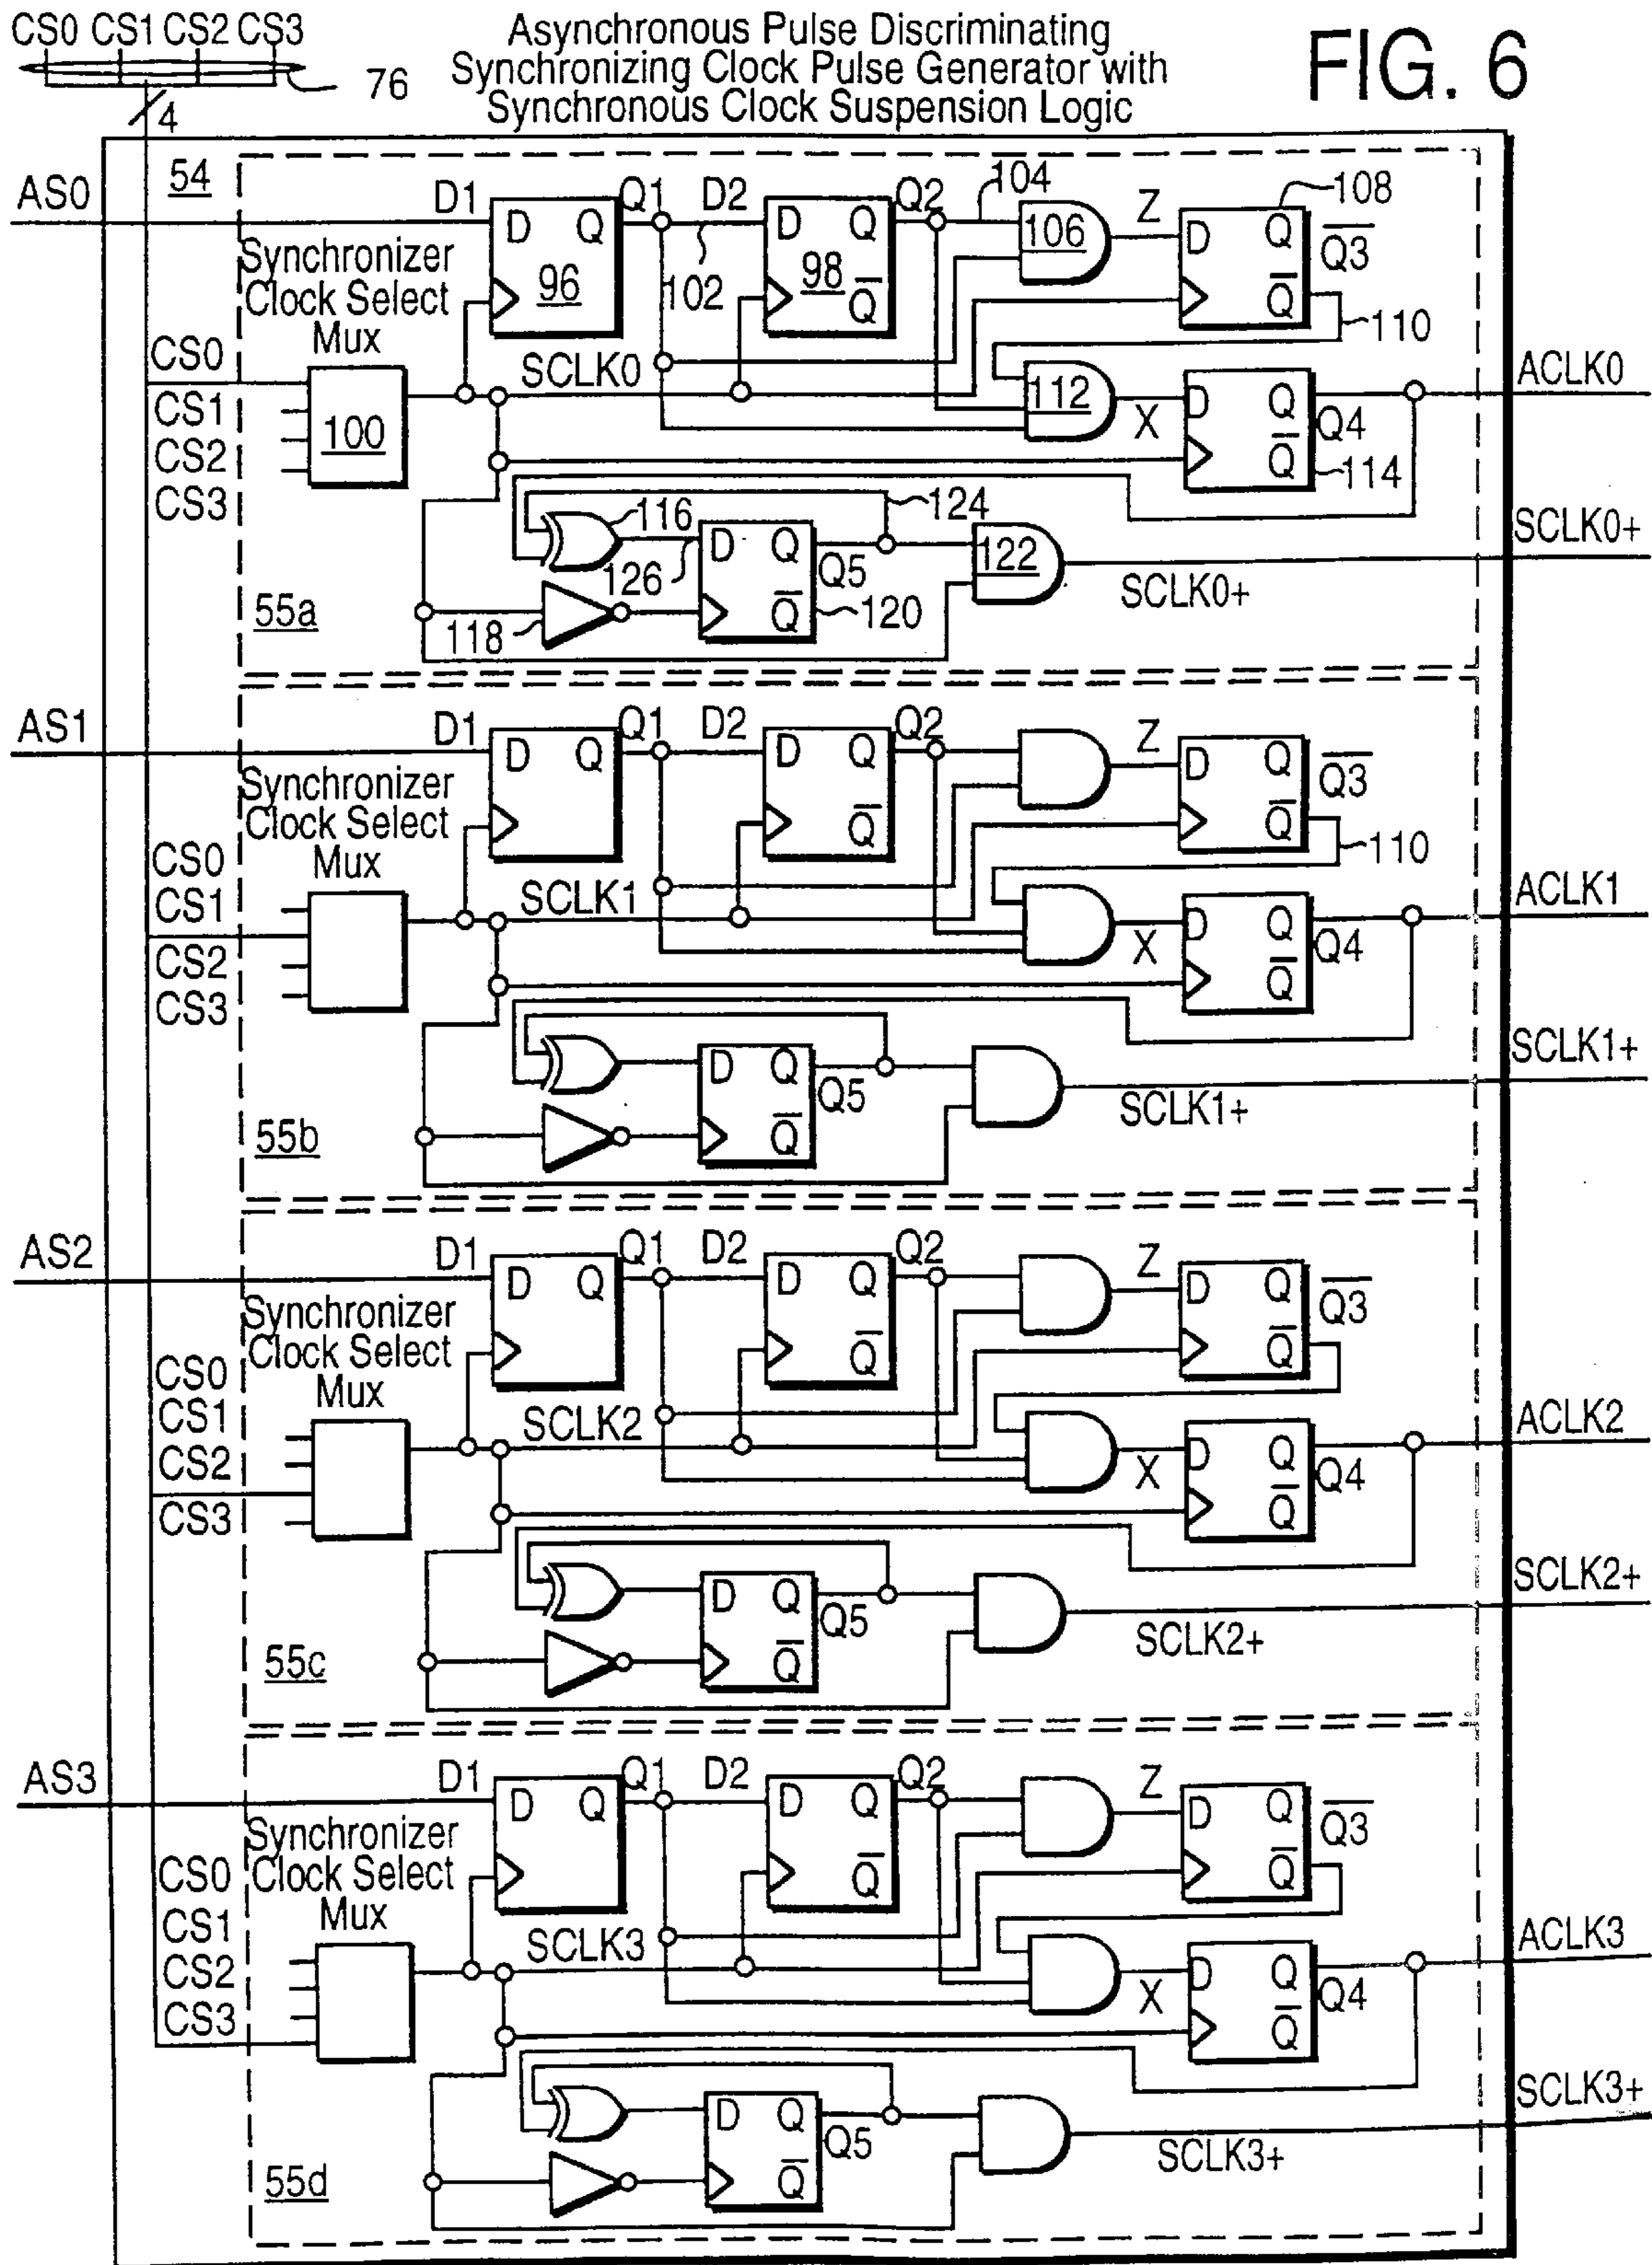 CS0 CS1 CS2 CS3
76
4
Asynchronous Pulse Discriminating
Synchronizing Clock Pulse Generator with
Synchronous Clock Suspension Logic
FIG. 6
54
AS0
D1
D Q
96
Q1
D2
102
D Q
98
Q̅
Q2
104
106
Z
108
D Q
Q̅
Q̅3̅
110
Synchronizer
Clock Select
Mux
CS0
CS1
CS2
CS3
100
SCLK0
112
X
D Q
Q̅
Q4
114
ACLK0
116
126
118
D Q
Q̅
Q5
120
124
122
SCLK0+
SCLK0+
55a
AS1
D1
D Q
Q1
D2
D Q
Q̅
Q2
Z
D Q
Q̅
Q̅3̅
110
Synchronizer
Clock Select
Mux
CS0
CS1
CS2
CS3
SCLK1
X
D Q
Q̅
Q4
ACLK1
D Q
Q̅
Q5
SCLK1+
SCLK1+
55b
AS2
D1
D Q
Q1
D2
D Q
Q̅
Q2
Z
D Q
Q̅
Q̅3̅
Synchronizer
Clock Select
Mux
CS0
CS1
CS2
CS3
SCLK2
X
D Q
Q̅
Q4
ACLK2
D Q
Q̅
Q5
SCLK2+
SCLK2+
55c
AS3
D1
D Q
Q1
D2
D Q
Q̅
Q2
Z
D Q
Q̅
Q̅3̅
Synchronizer
Clock Select
Mux
CS0
CS1
CS2
CS3
SCLK3
X
D Q
Q̅
Q4
ACLK3
D Q
Q̅
Q5
SCLK3+
SCLK3+
55d